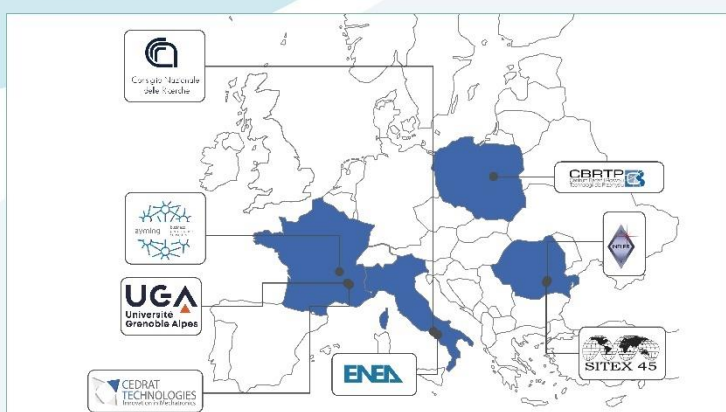 Consiglio Nazionale
delle Ricerche
CBRTP
ayming
UGA
Université
Grenoble Alpes
SITEX 45
ENEA
CEDRAT
TECHNOLOGIES
Innovation in Mechatronics